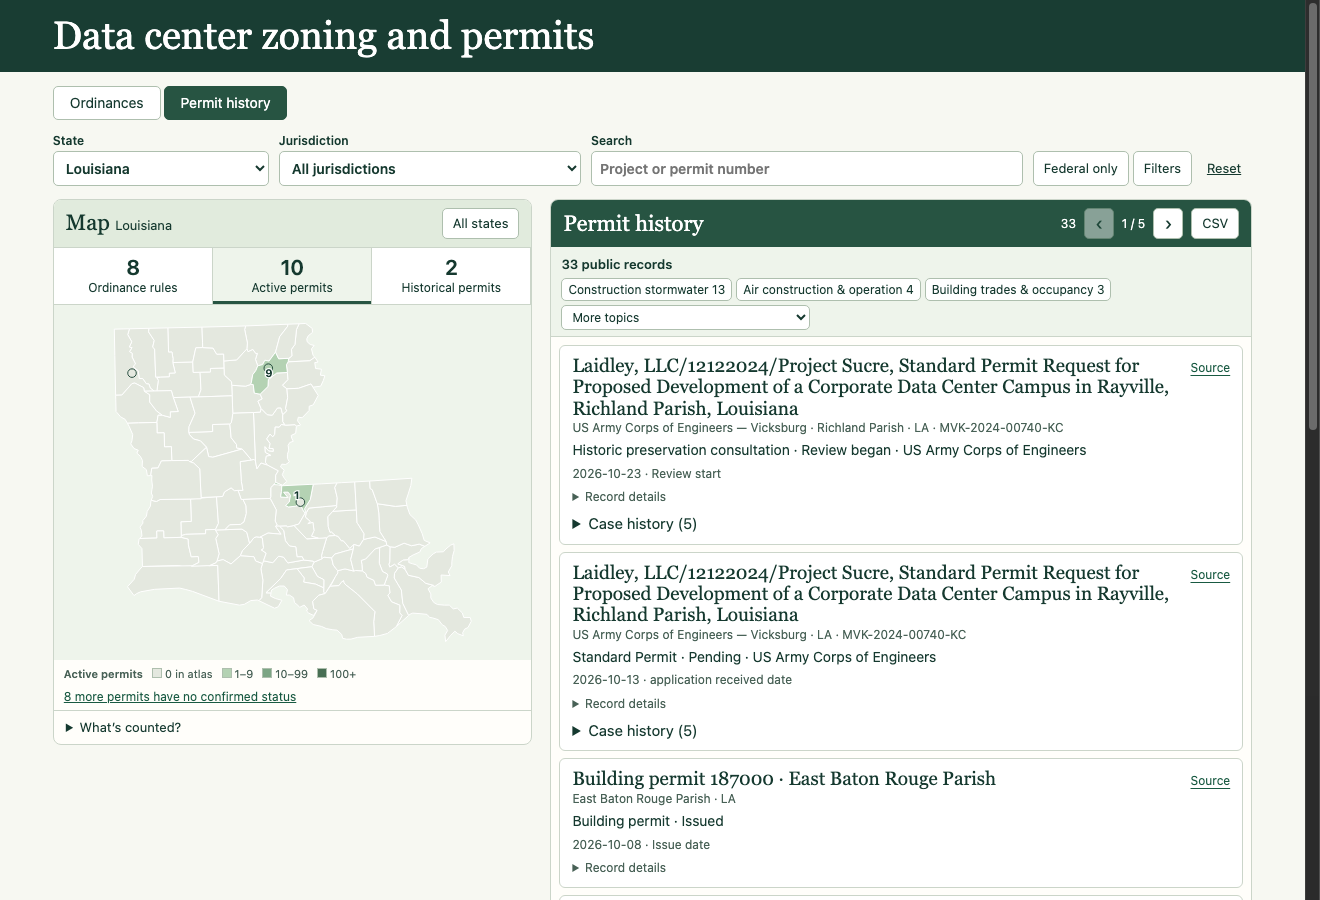 Data center zoning and permits
Ordinances
Permit history
State
Jurisdiction
Search
Louisiana
All jurisdictions
Project or permit number
Federal only
Filters
Reset
Map Louisiana
All states
8
Ordinance rules
10
Active permits
2
Historical permits
9
1
Active permits 0 in atlas 1–9 10–99 100+
8 more permits have no confirmed status
▶ What's counted?
Permit history
33 ‹ 1 / 5 › CSV
33 public records
Construction stormwater 13
Air construction & operation 4
Building trades & occupancy 3
More topics
Laidley, LLC/12122024/Project Sucre, Standard Permit Request for
Proposed Development of a Corporate Data Center Campus in Rayville,
Richland Parish, Louisiana
Source
US Army Corps of Engineers — Vicksburg · Richland Parish · LA · MVK-2024-00740-KC
Historic preservation consultation · Review began · US Army Corps of Engineers
2026-10-23 · Review start
▶ Record details
▶ Case history (5)
Laidley, LLC/12122024/Project Sucre, Standard Permit Request for
Proposed Development of a Corporate Data Center Campus in Rayville,
Richland Parish, Louisiana
Source
US Army Corps of Engineers — Vicksburg · LA · MVK-2024-00740-KC
Standard Permit · Pending · US Army Corps of Engineers
2026-10-13 · application received date
▶ Record details
▶ Case history (5)
Building permit 187000 · East Baton Rouge Parish
Source
East Baton Rouge Parish · LA
Building permit · Issued
2026-10-08 · Issue date
▶ Record details